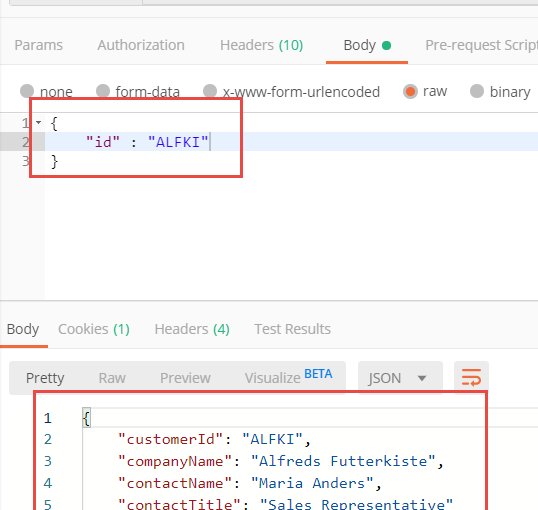 Params Authorization Headers (10) Body Pre-request Script
none form-data x-www-form-urlencoded raw binary
1 {
2 "id" : "ALFKI"
3 }
Body Cookies (1) Headers (4) Test Results
Pretty Raw Preview Visualize BETA JSON
1 {
2 "customerId": "ALFKI",
3 "companyName": "Alfreds Futterkiste",
4 "contactName": "Maria Anders",
5 "contactTitle": "Sales Representative"